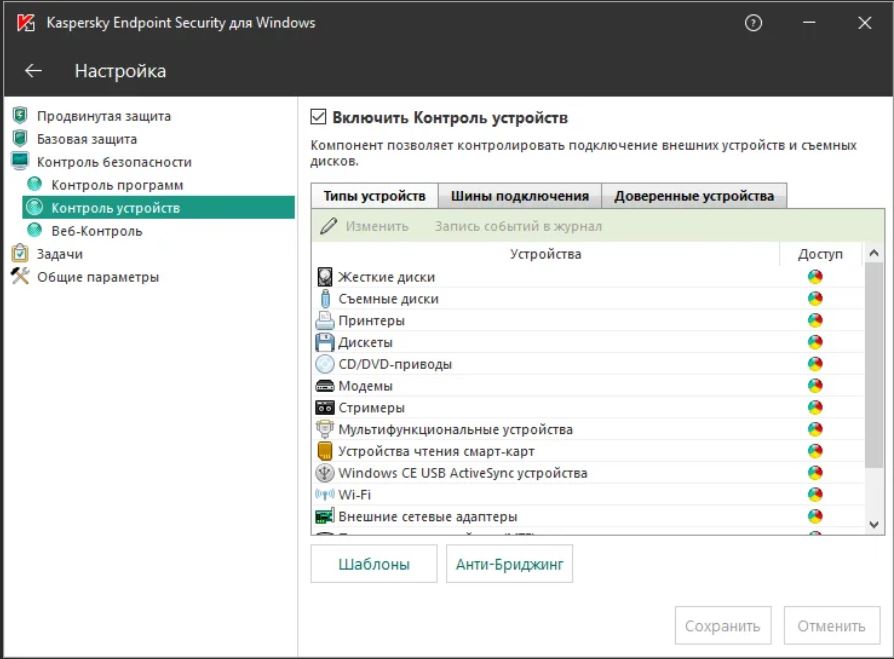 Kaspersky Endpoint Security для Windows
Настройка
Продвинутая защита
Базовая защита
Контроль безопасности
Контроль программ
Контроль устройств
Веб-Контроль
Задачи
Общие параметры
Включить Контроль устройств
Компонент позволяет контролировать подключение внешних устройств и съемных
дисков.
Типы устройств Шины подключения Доверенные устройства
Изменить Запись событий в журнал
Устройства Доступ
Жесткие диски
Съемные диски
Принтеры
Дискеты
CD/DVD-приводы
Модемы
Стримеры
Мультифункциональные устройства
Устройства чтения смарт-карт
Windows CE USB ActiveSync устройства
Wi-Fi
Внешние сетевые адаптеры
Шаблоны Анти-Бриджинг
Сохранить Отменить